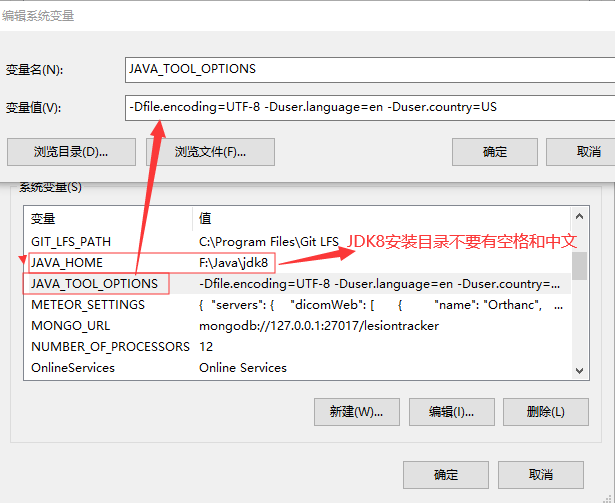 编辑系统变量
变量名(N):
JAVA_TOOL_OPTIONS
变量值(V):
-Dfile.encoding=UTF-8 -Duser.language=en -Duser.country=US
浏览目录(D)... 浏览文件(F)... 确定 取消
系统变量(S)
变量 值
GIT_LFS_PATH C:\Program Files\Git LFS
JDK8安装目录不要有空格和中文
JAVA_HOME F:\Java\jdk8
JAVA_TOOL_OPTIONS -Dfile.encoding=UTF-8 -Duser.language=en -Duser.country=...
METEOR_SETTINGS { "servers": { "dicomWeb": [ { "name": "Orthanc", ...
MONGO_URL mongodb://127.0.0.1:27017/lesiontracker
NUMBER_OF_PROCESSORS 12
OnlineServices Online Services
新建(W)... 编辑(I)... 删除(L)
确定 取消